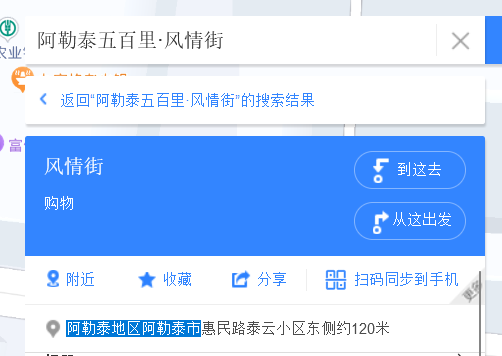 阿勒泰五百里·风情街
农业
返回“阿勒泰五百里·风情街”的搜索结果
富
风情街
到这去
购物
从这出发
附近
收藏
分享
扫码同步到手机
阿勒泰地区阿勒泰市惠民路泰云小区东侧约120米